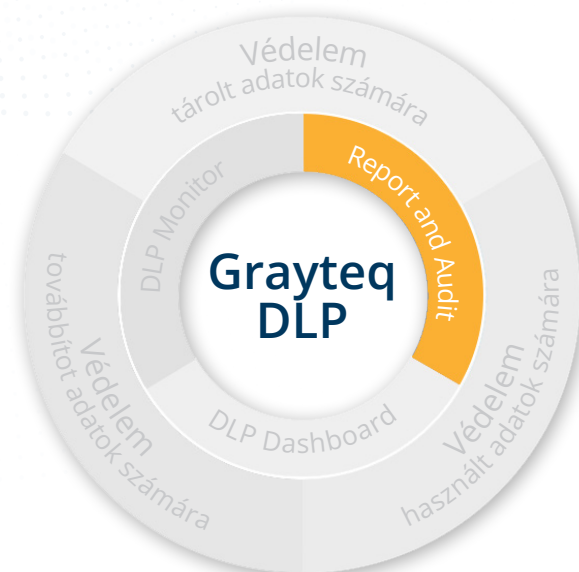 Védelem
tárolt adatok számára
DLP Monitor
Report and Audit
Grayteq
DLP
DLP Dashboard
Védelem
továbbítot adatok számára
Védelem
használt adatok számára